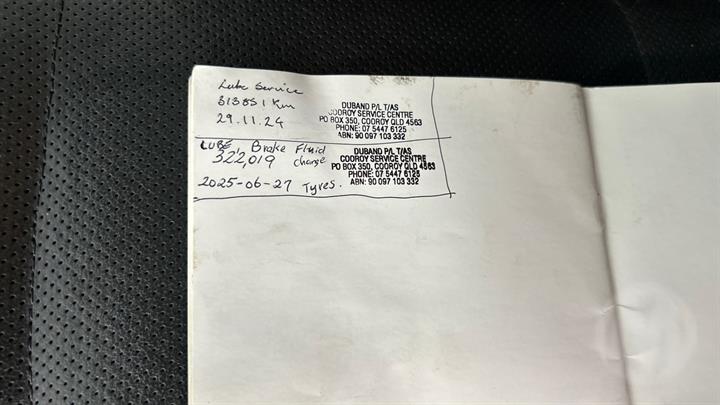 Lube Service
313851 Km
29.11.24
DUBAND P/L T/AS
COOROY SERVICE CENTRE
PO BOX 350, COOROY QLD 4563
PHONE: 07 5447 6125
ABN: 90 097 103 332
LUBE, Brake Fluid
322,019 change
2025-06-27 Tyres.
DUBAND P/L T/AS
COOROY SERVICE CENTRE
PO BOX 350, COOROY QLD 4563
PHONE: 07 5447 6125
ABN: 90 097 103 332